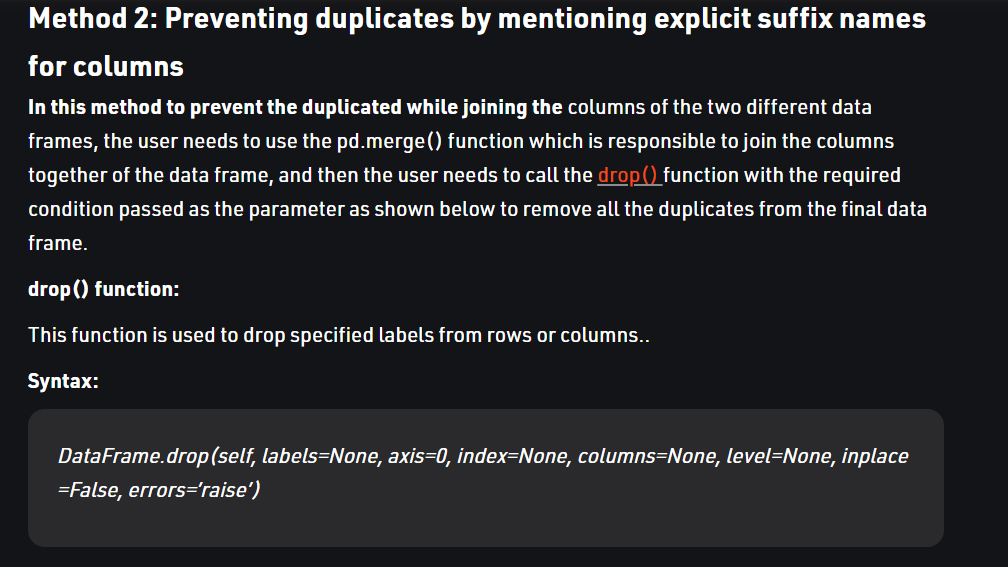 Method 2: Preventing duplicates by mentioning explicit suffix names
for columns
In this method to prevent the duplicated while joining the columns of the two different data
frames, the user needs to use the pd.merge() function which is responsible to join the columns
together of the data frame, and then the user needs to call the drop() function with the required
condition passed as the parameter as shown below to remove all the duplicates from the final data
frame.
drop() function:
This function is used to drop specified labels from rows or columns..
Syntax:
DataFrame.drop(self, labels=None, axis=0, index=None, columns=None, level=None, inplace
=False, errors=’raise’)